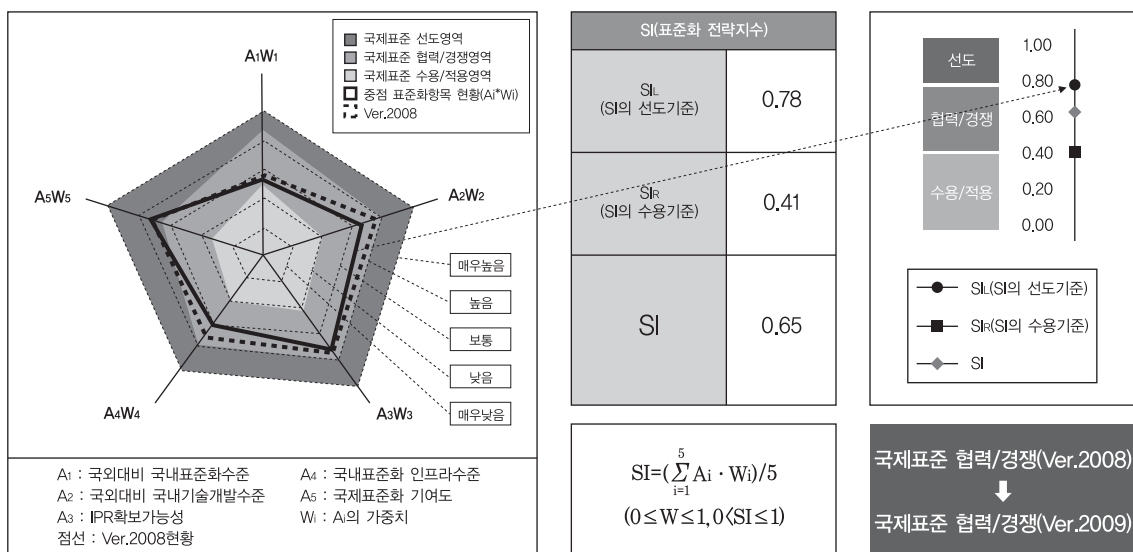 국제표준 선도영역
국제표준 협력/경쟁영역
국제표준 수용/적용영역
중점 표준화항목 현황(Ai*Wi)
Ver.2008
A1W1
A2W2
A3W3
A4W4
A5W5
매우높음
높음
보통
낮음
매우낮음
A1 : 국외대비 국내표준화수준
A2 : 국외대비 국내기술개발수준
A3 : IPR확보가능성
점선 : Ver.2008현황
A4 : 국내표준화 인프라수준
A5 : 국제표준화 기여도
Wi : Ai의 가중치
SI(표준화 전략지수)
SIL
(SI의 선도기준)
0.78
SIR
(SI의 수용기준)
0.41
SI
0.65
SI=(∑Ai · Wi)/5
5
i=1
(0≤W≤1, 0<SI≤1)
선도
협력/경쟁
수용/적용
1.00
0.80
0.60
0.40
0.20
0.00
SIL(SI의 선도기준)
SIR(SI의 수용기준)
SI
국제표준 협력/경쟁(Ver.2008)
국제표준 협력/경쟁(Ver.2009)